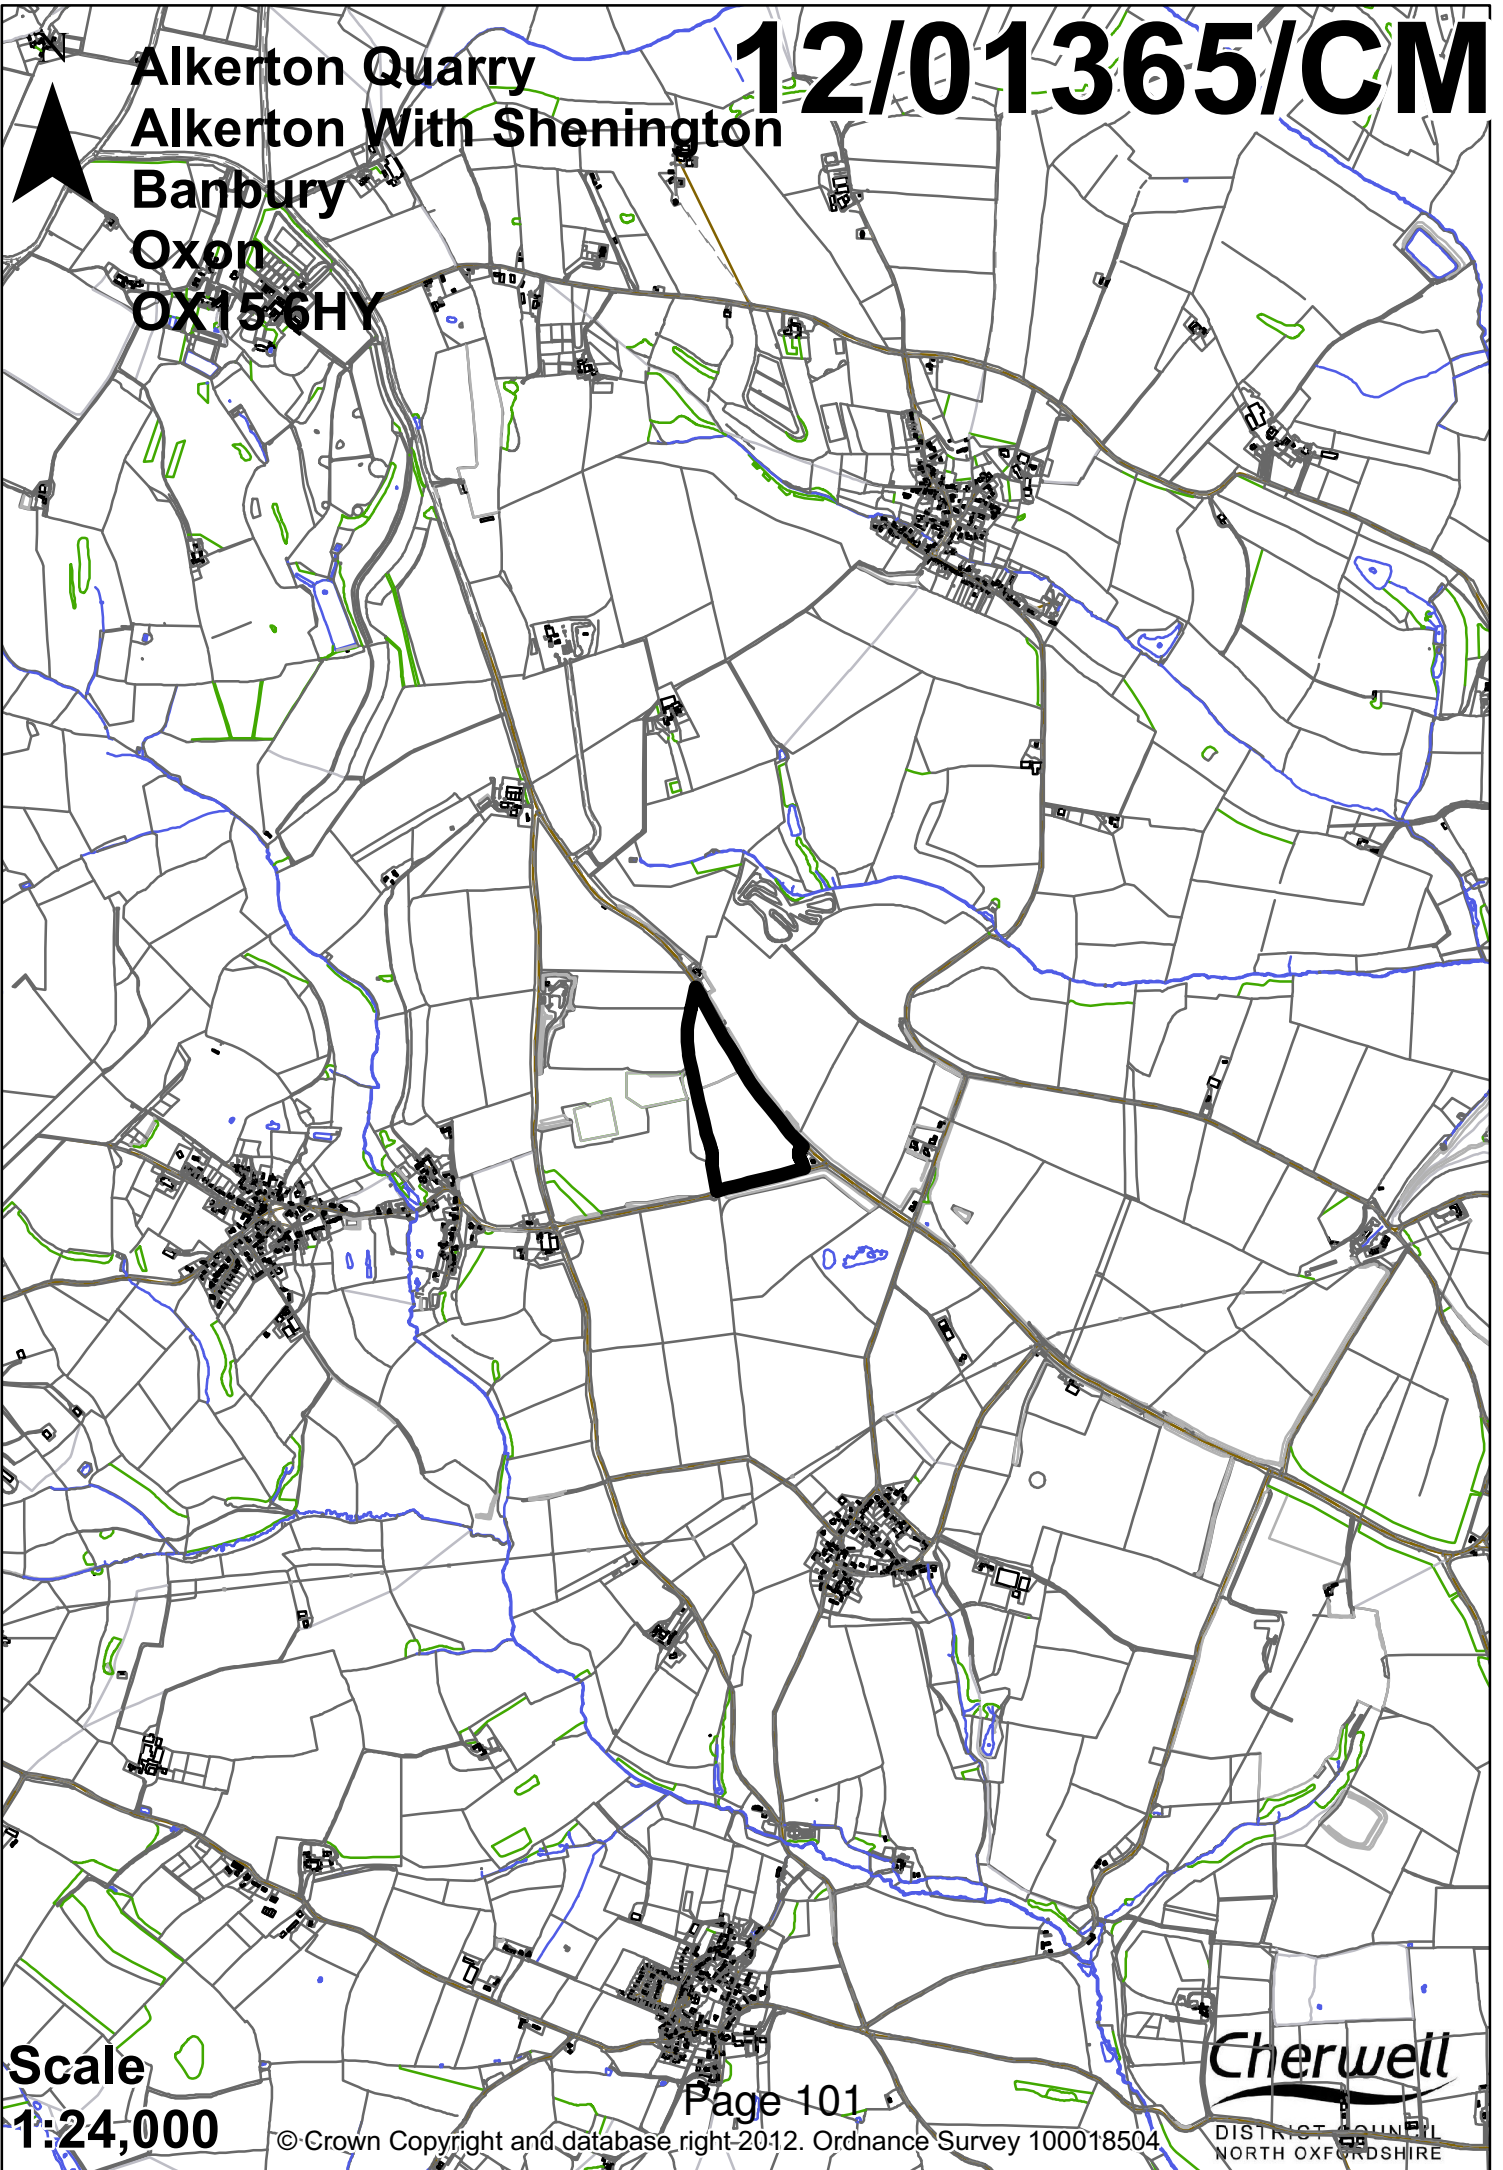 12/01365/CM
N
Alkerton Quarry
Alkerton With Shenington
Banbury
Oxon
OX15 6HY
Scale
1:24,000
Page 101
© Crown Copyright and database right 2012. Ordnance Survey 100018504
Cherwell
DISTRICT COUNCIL
NORTH OXFORDSHIRE